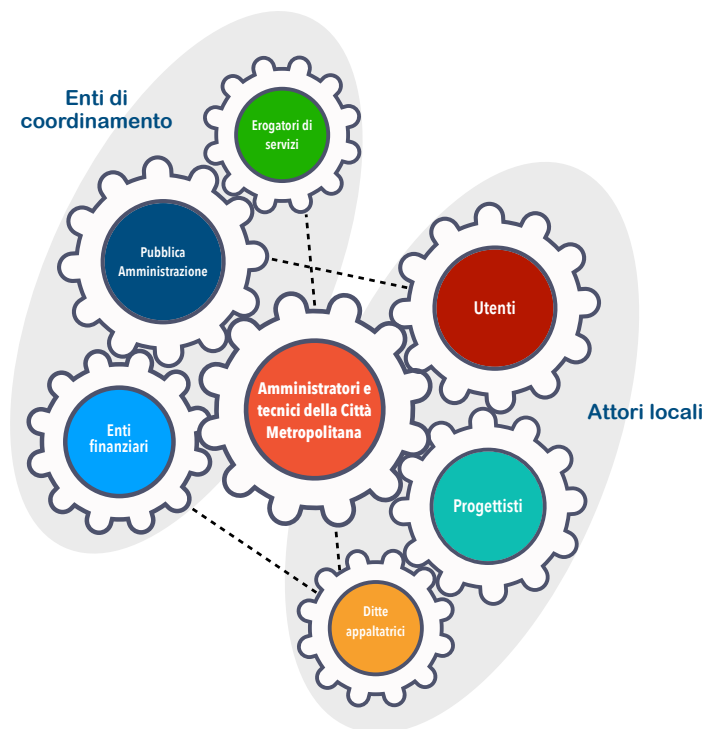 Enti di
coordinamento
Erogatori di
servizi
Pubblica
Amministrazione
Utenti
Amministratori e
tecnici della Città
Metropolitana
Attori locali
Enti
finanziari
Progettisti
Ditte
appaltatrici